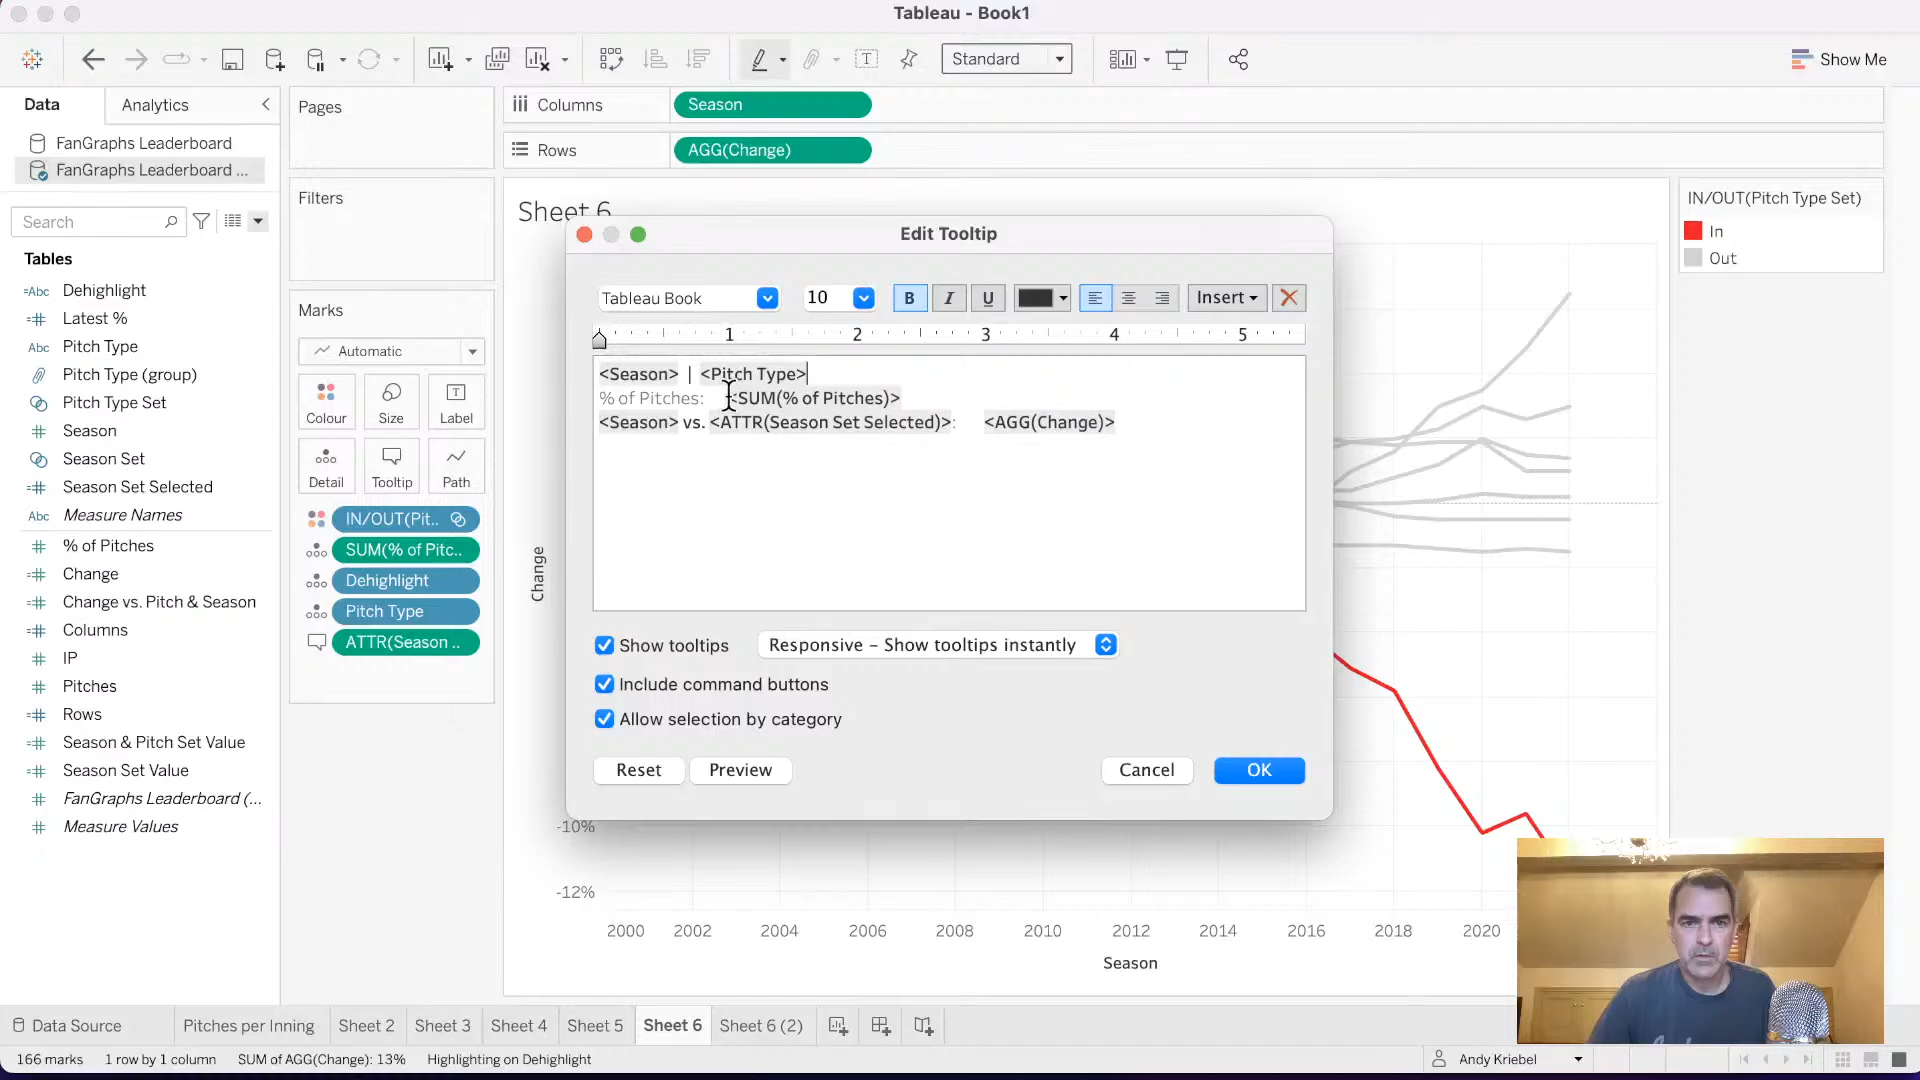 Tableau - Book1
Standard
Show Me
Data
Analytics
FanGraphs Leaderboard
FanGraphs Leaderboard ...
Search
Tables
Abc Dehighlight
Latest %
Abc Pitch Type
Pitch Type (group)
Pitch Type Set
Season
Season Set
Season Set Selected
Abc Measure Names
% of Pitches
Change
Change vs. Pitch & Season
Columns
IP
Pitches
Rows
Season & Pitch Set Value
Season Set Value
FanGraphs Leaderboard (...
Measure Values
Pages
Filters
Marks
Automatic
Colour
Size
Label
Detail
Tooltip
Path
IN/OUT(Pit..
SUM(% of Pitc..
Dehighlight
Pitch Type
ATTR(Season ..
Columns
Season
Rows
AGG(Change)
Sheet 6
IN/OUT(Pitch Type Set)
In
Out
Edit Tooltip
Tableau Book
10
B
I
U
Insert
1 2 3 4 5
<Season> | <Pitch Type>
% of Pitches: <SUM(% of Pitches)>
<Season> vs. <ATTR(Season Set Selected)>: <AGG(Change)>
Show tooltips
Responsive – Show tooltips instantly
Include command buttons
Allow selection by category
Reset
Preview
Cancel
OK
Change
-10%
-12%
2000 2002 2004 2006 2008 2010 2012 2014 2016 2018 2020
Season
Data Source
Pitches per Inning
Sheet 2
Sheet 3
Sheet 4
Sheet 5
Sheet 6
Sheet 6 (2)
166 marks
1 row by 1 column
SUM of AGG(Change): 13%
Highlighting on Dehighlight
Andy Kriebel